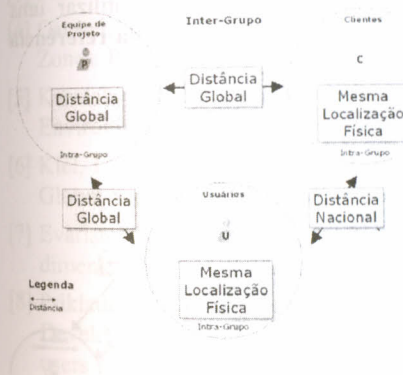 Inter-Grupo
Equipe de
Projeto
P
Distância
Global
Intra-Grupo
Distância
Global
Clientes
C
Mesma
Localização
Física
Intra-Grupo
Distância
Global
Usuários
U
Mesma
Localização
Física
Intra-Grupo
Distância
Nacional
Legenda
Distância